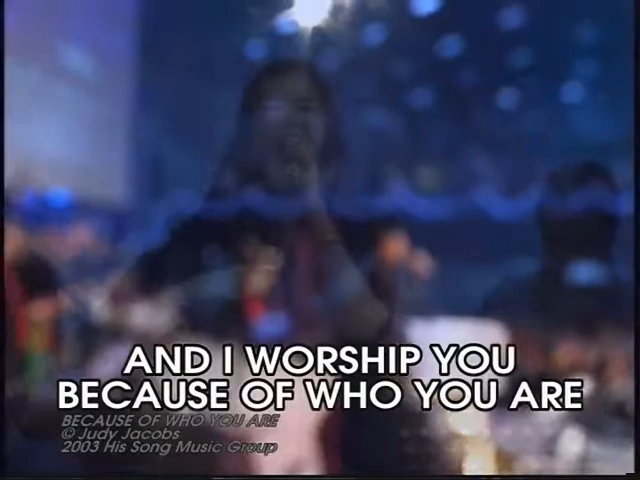 AND I WORSHIP YOU
BECAUSE OF WHO YOU ARE
BECAUSE OF WHO YOU ARE
© Judy Jacobs
2003 His Song Music Group